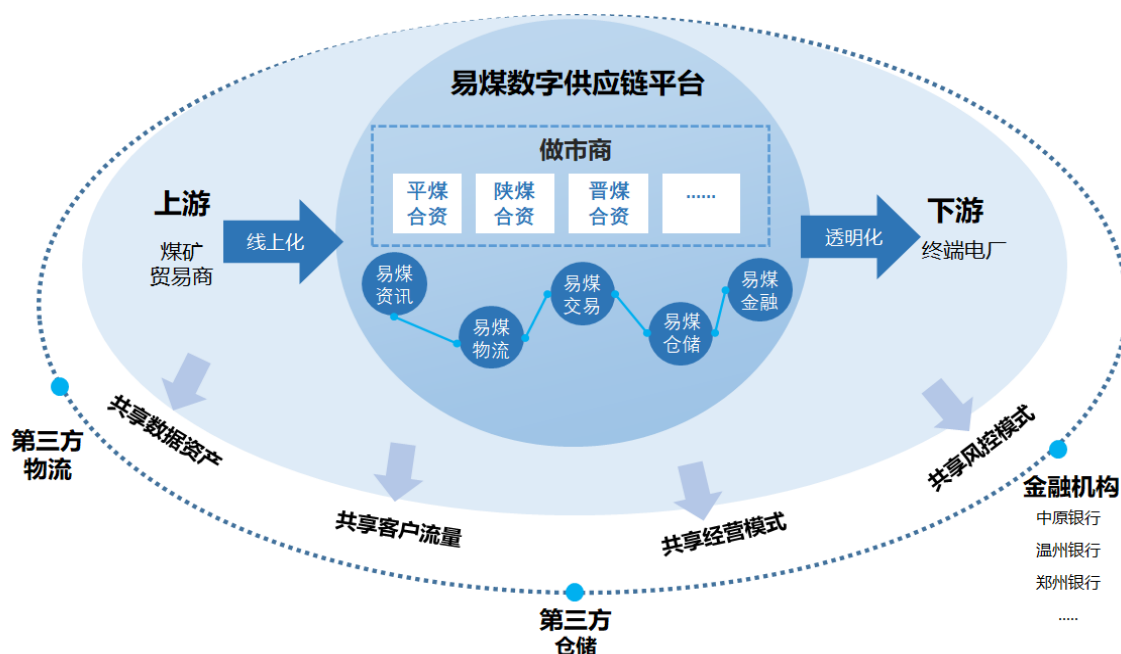 易煤数字供应链平台
做市商
平煤
合资
陕煤
合资
晋煤
合资
......
上游
煤矿
贸易商
线上化
透明化
下游
终端电厂
易煤
资讯
易煤
物流
易煤
交易
易煤
仓储
易煤
金融
共享数据资产
共享客户流量
共享经营模式
共享风控模式
第三方
物流
第三方
仓储
金融机构
中原银行
温州银行
郑州银行
.....